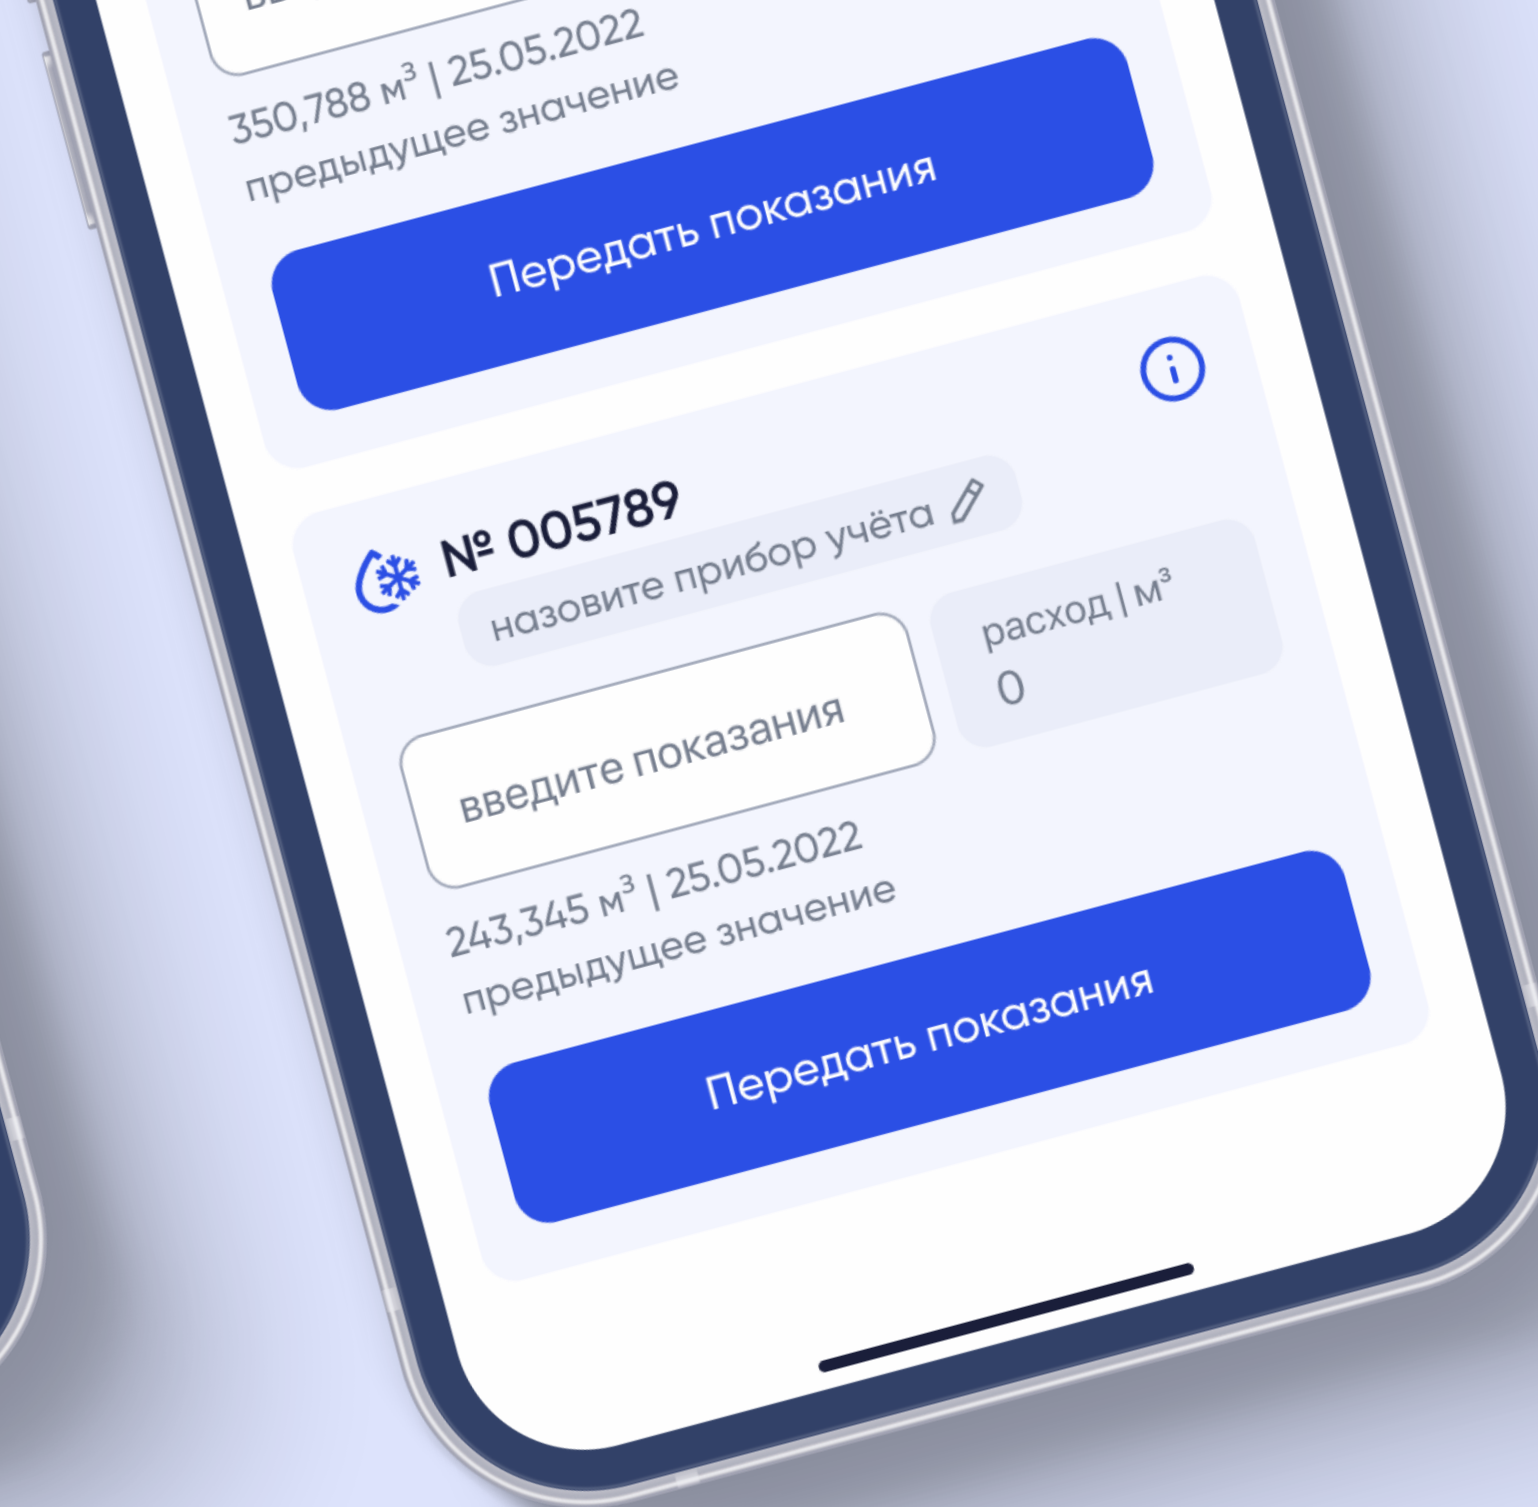 350,788 м³ | 25.05.2022
предыдущее значение
Передать показания
№ 005789
назовите прибор учёта
введите показания
расход | м³
0
243,345 м³ | 25.05.2022
предыдущее значение
Передать показания